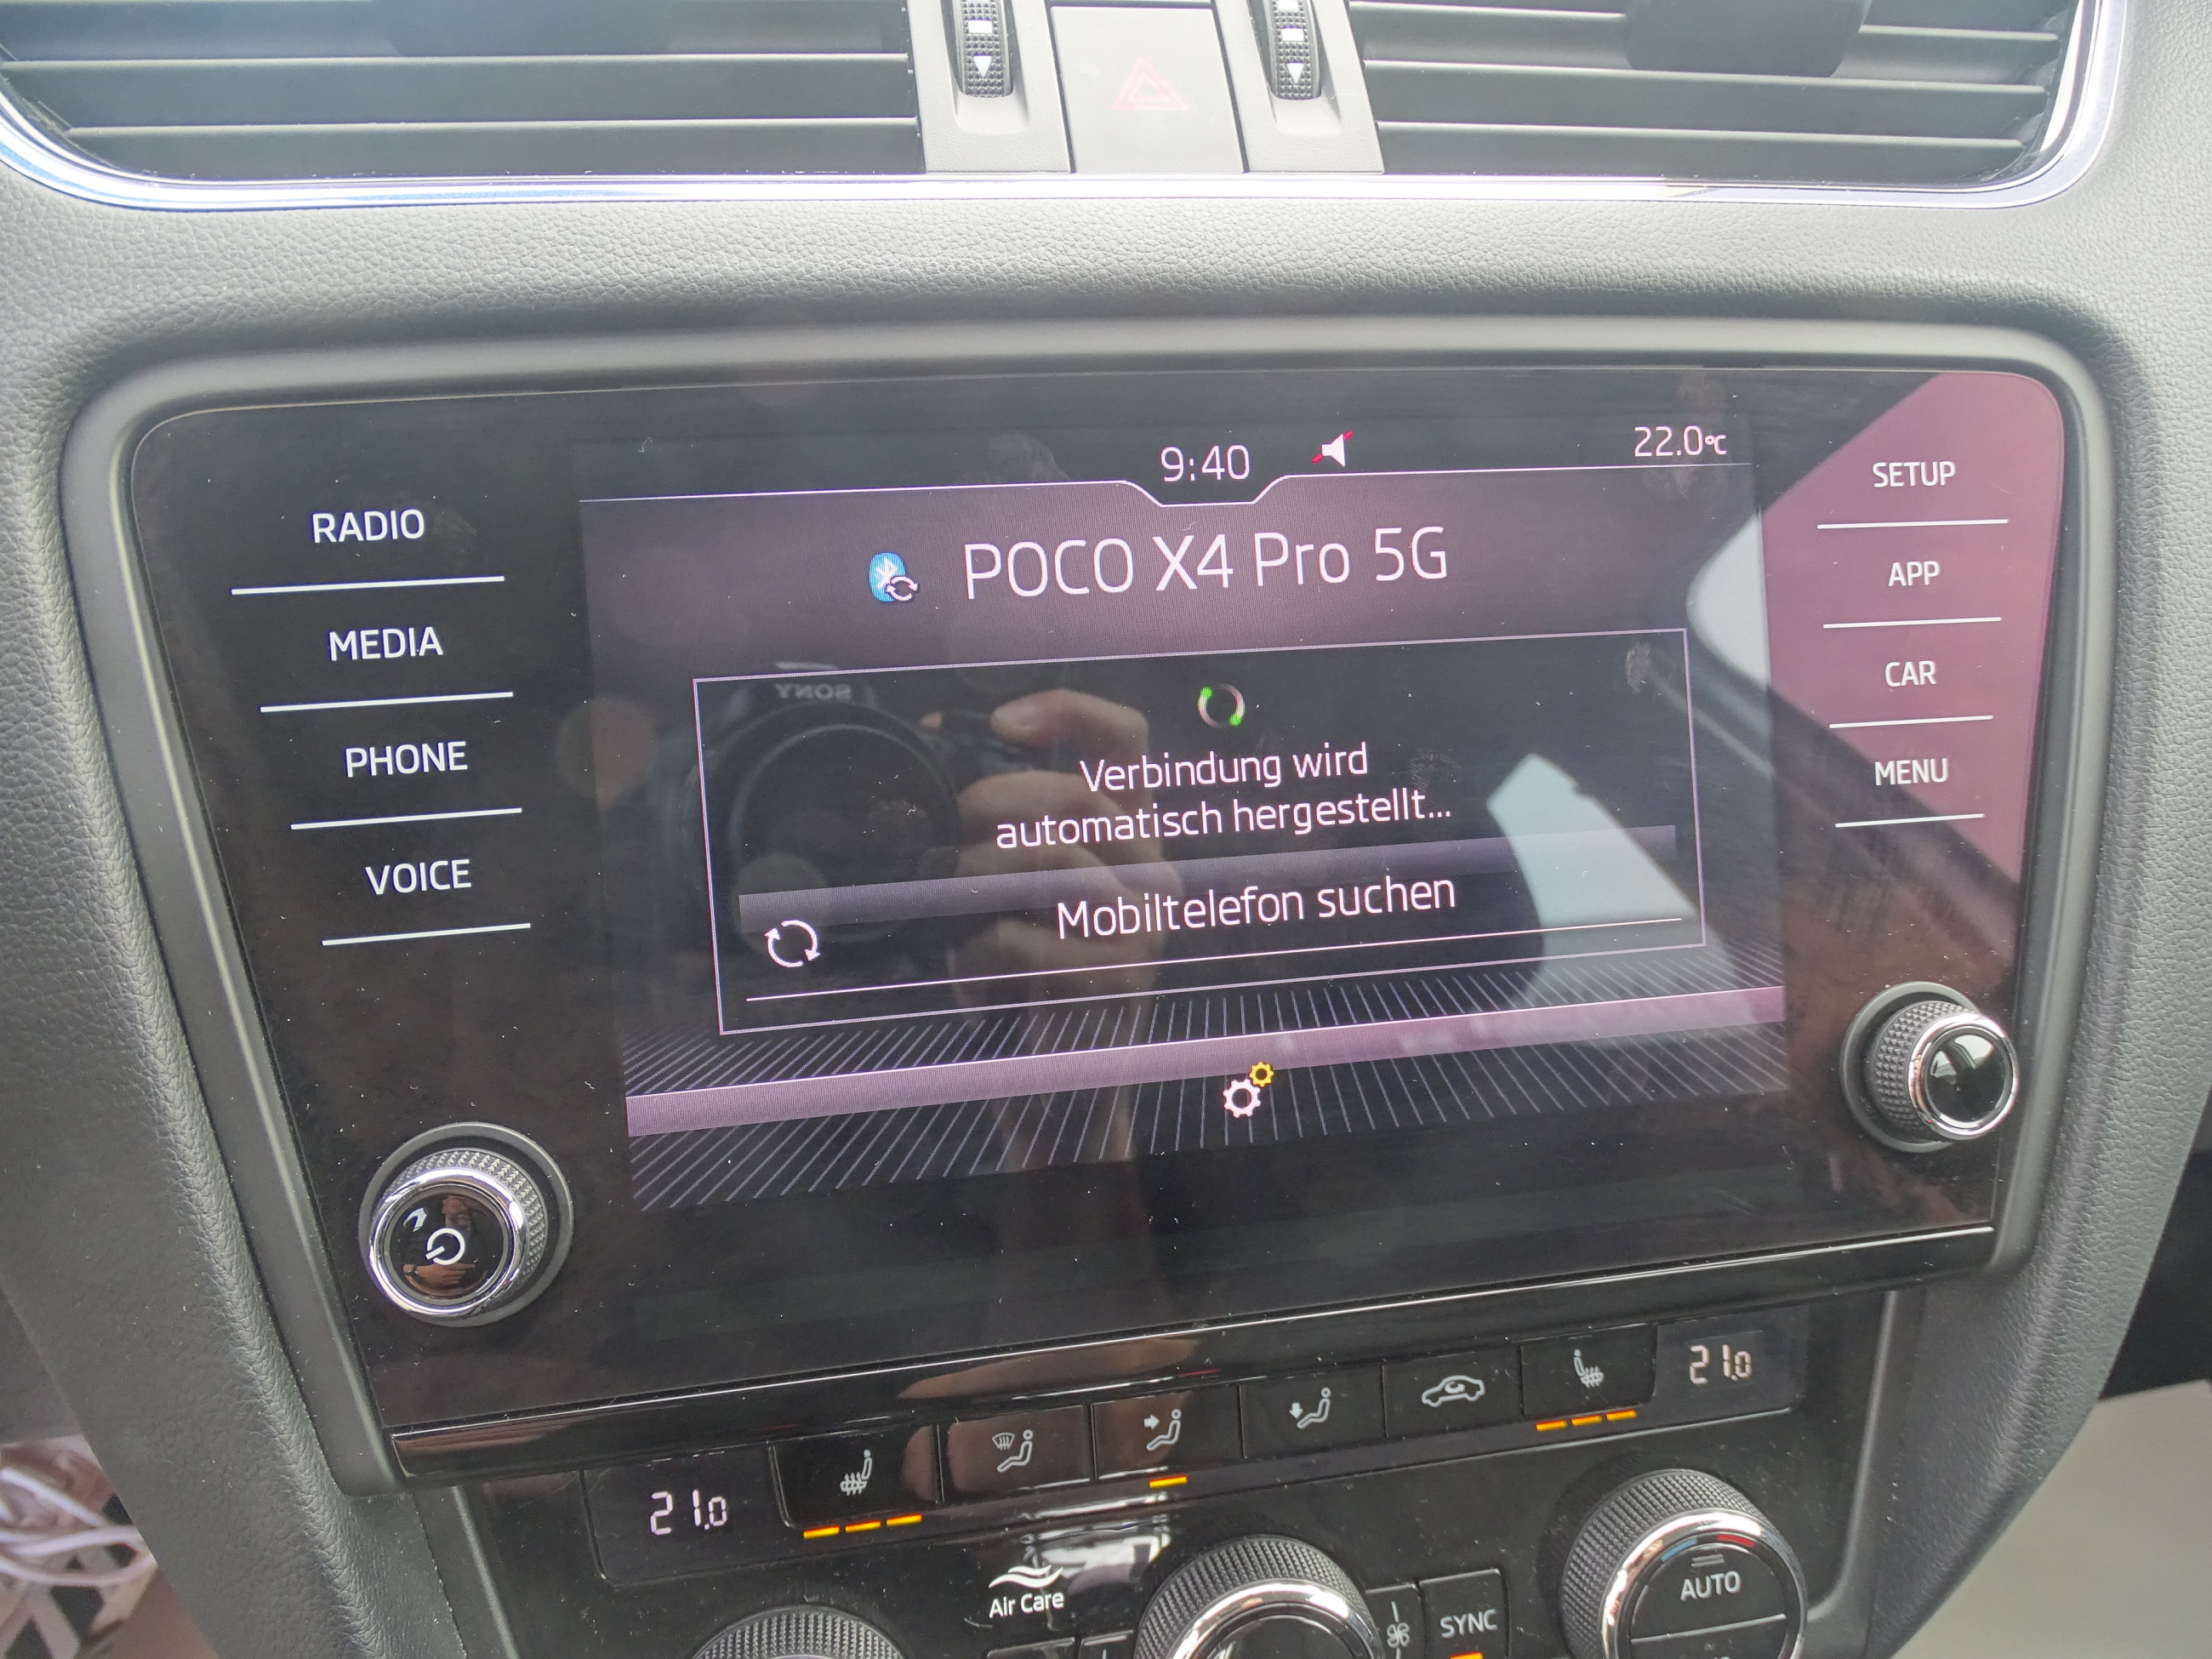 9:40
22.0°C
POCO X4 Pro 5G
Verbindung wird
automatisch hergestellt...
Mobiltelefon suchen
RADIO
MEDIA
PHONE
VOICE
SETUP
APP
CAR
MENU
SONY
21.0
21.0
Air Care
SYNC
AUTO